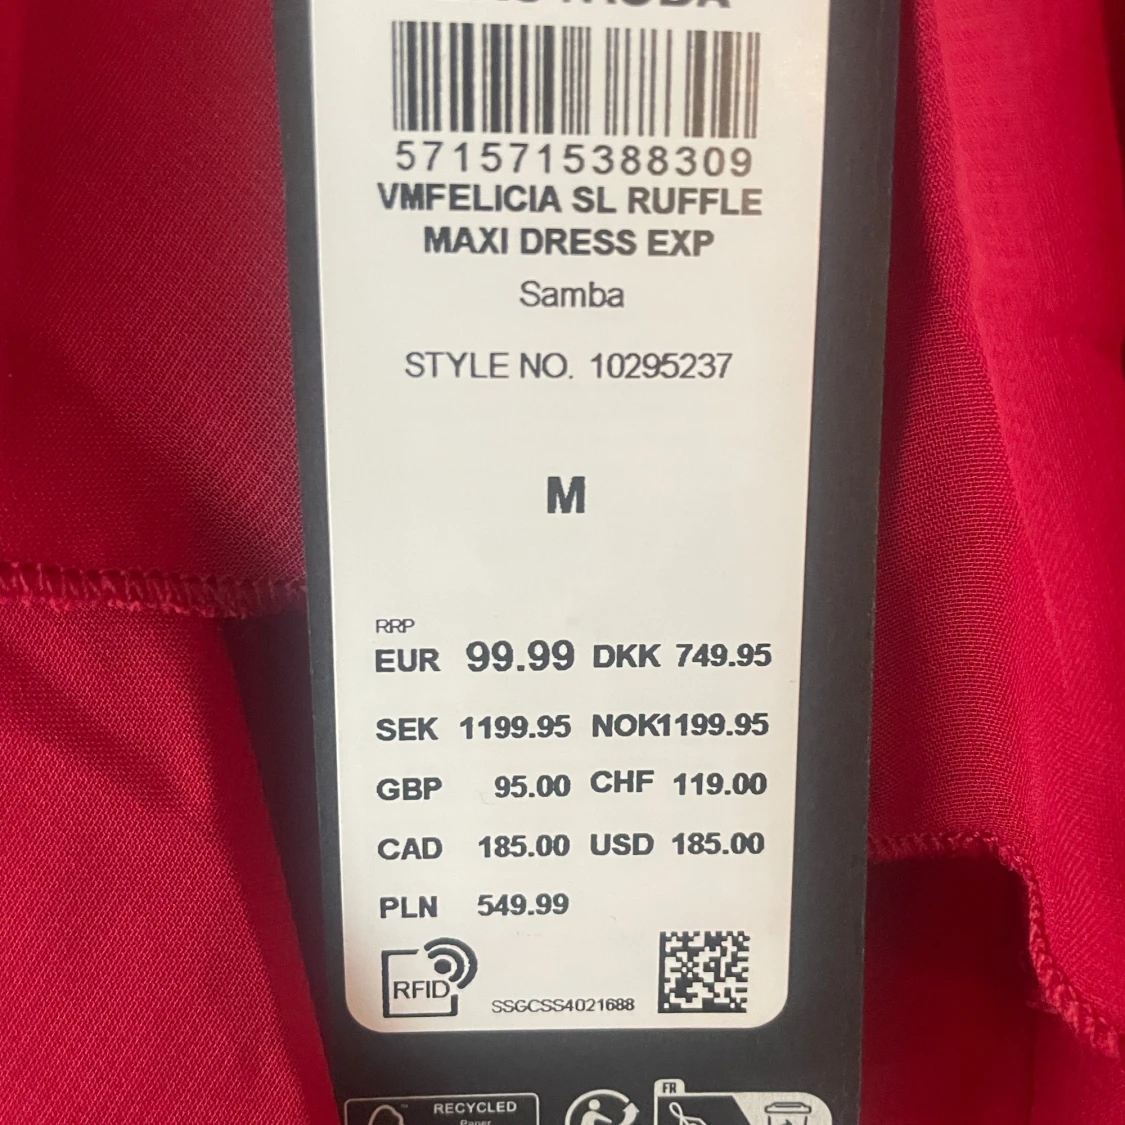 5715715388309
VMFELICIA SL RUFFLE
MAXI DRESS EXP
Samba
STYLE NO. 10295237
M
RRP
EUR 99.99 DKK 749.95
SEK 1199.95 NOK1199.95
GBP 95.00 CHF 119.00
CAD 185.00 USD 185.00
PLN 549.99
RFID
SSGCSS4021688
FR
RECYCLED
Paper